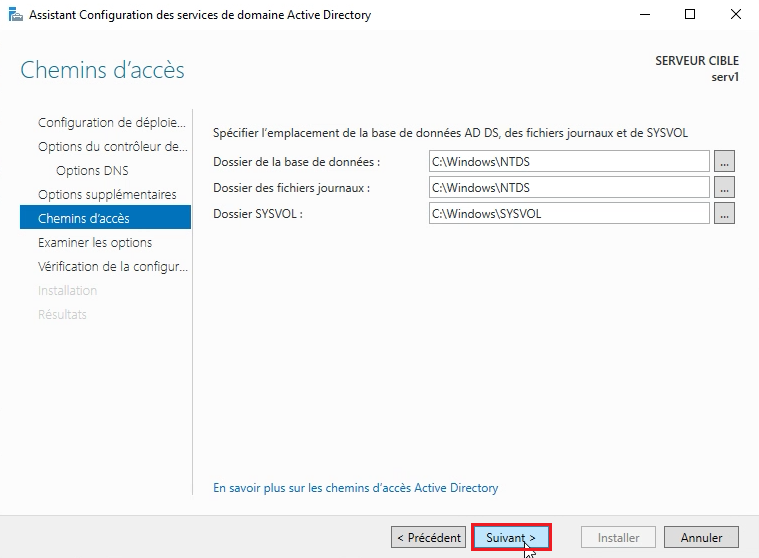 Assistant Configuration des services de domaine Active Directory
Chemins d’accès
SERVEUR CIBLE
serv1
Configuration de déploie...
Options du contrôleur de...
Options DNS
Options supplémentaires
Chemins d’accès
Examiner les options
Vérification de la configur...
Installation
Résultats
Spécifier l’emplacement de la base de données AD DS, des fichiers journaux et de SYSVOL
Dossier de la base de données : C:\Windows\NTDS ...
Dossier des fichiers journaux : C:\Windows\NTDS ...
Dossier SYSVOL : C:\Windows\SYSVOL ...
En savoir plus sur les chemins d’accès Active Directory
< Précédent Suivant > Installer Annuler